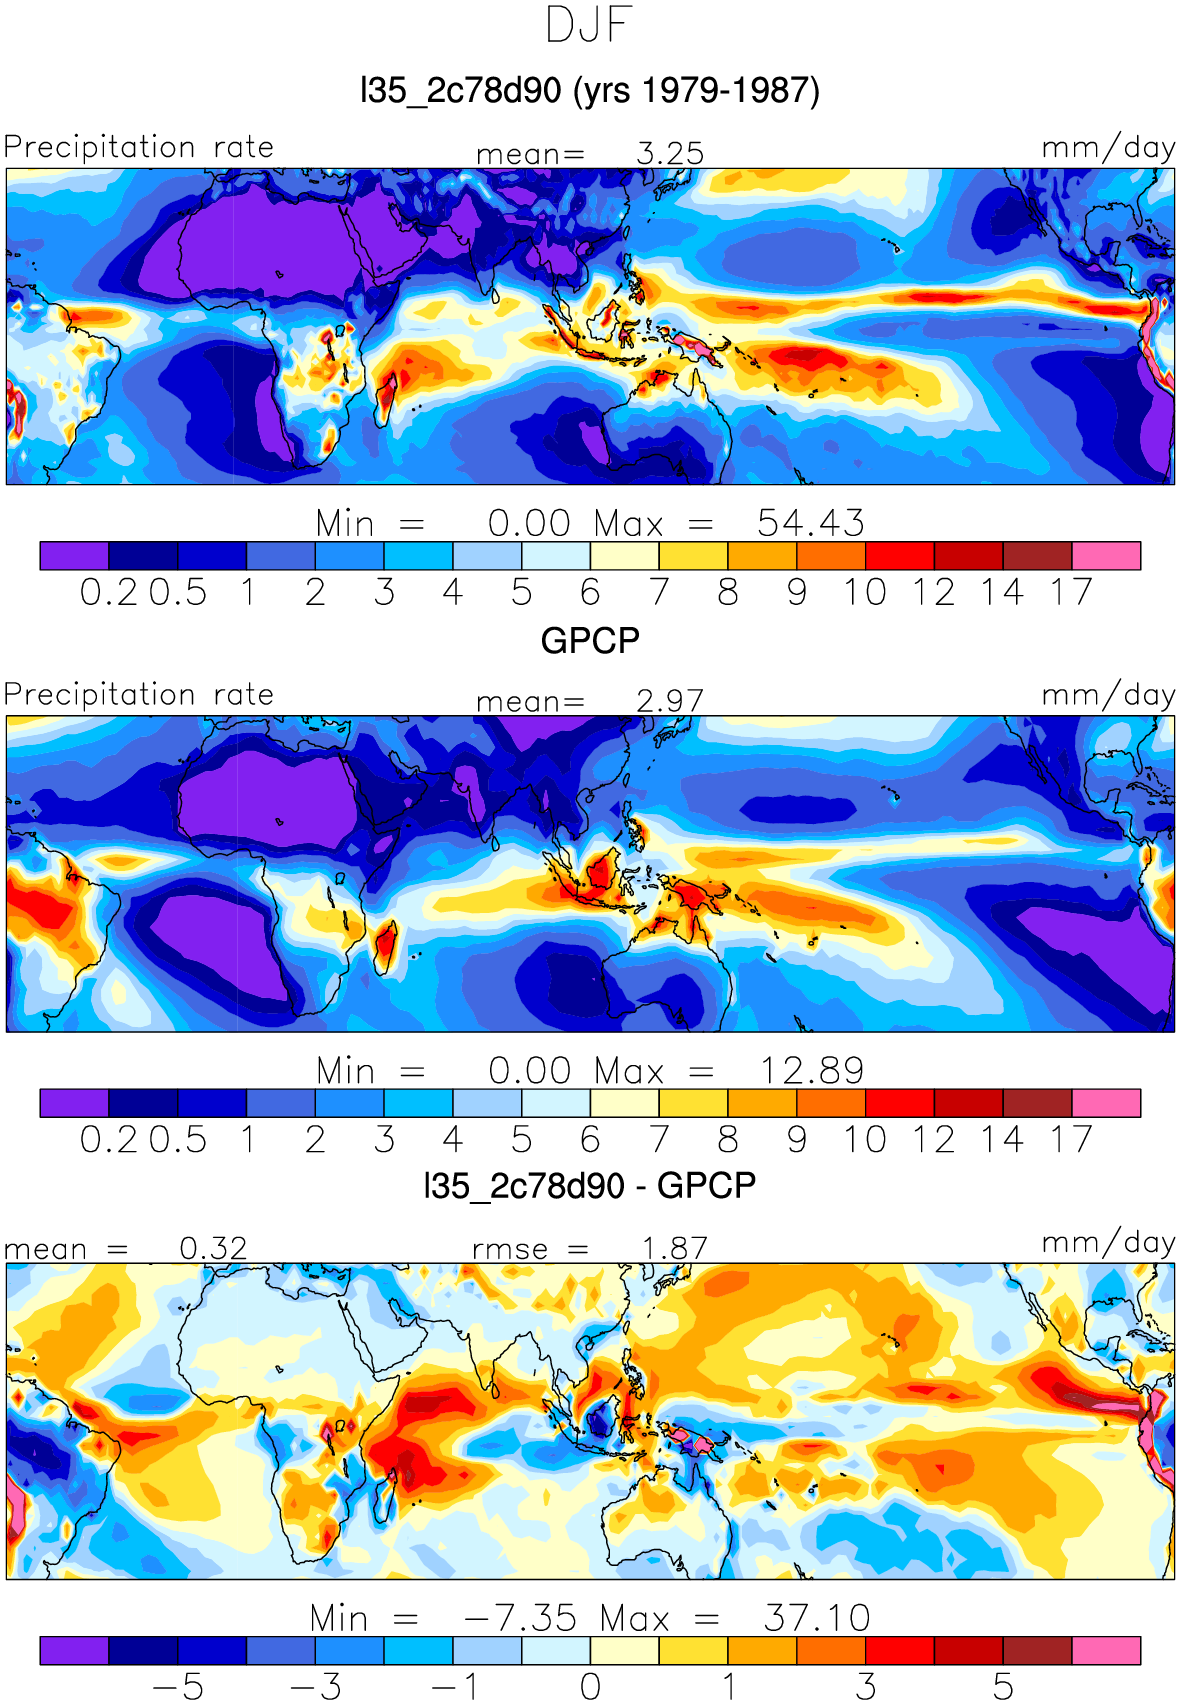 DJF
l35_2c78d90 (yrs 1979-1987)
Precipitation rate mean= 3.25 mm/day
Min = 0.00 Max = 54.43
0.2 0.5 1 2 3 4 5 6 7 8 9 10 12 14 17
GPCP
Precipitation rate mean= 2.97 mm/day
Min = 0.00 Max = 12.89
0.2 0.5 1 2 3 4 5 6 7 8 9 10 12 14 17
l35_2c78d90 - GPCP
mean = 0.32 rmse = 1.87 mm/day
Min = −7.35 Max = 37.10
−5 −3 −1 0 1 3 5